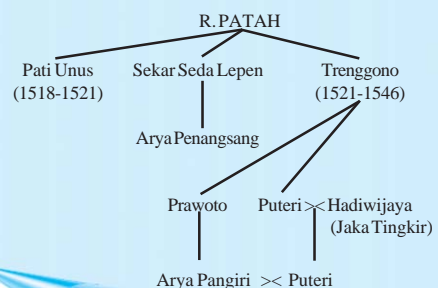 R. PATAH
Pati Unus Sekar Seda Lepen Trenggono
(1518-1521) (1521-1546)
Arya Penangsang
Prawoto Puteri >< Hadiwijaya
(Jaka Tingkir)
Arya Pangiri >< Puteri